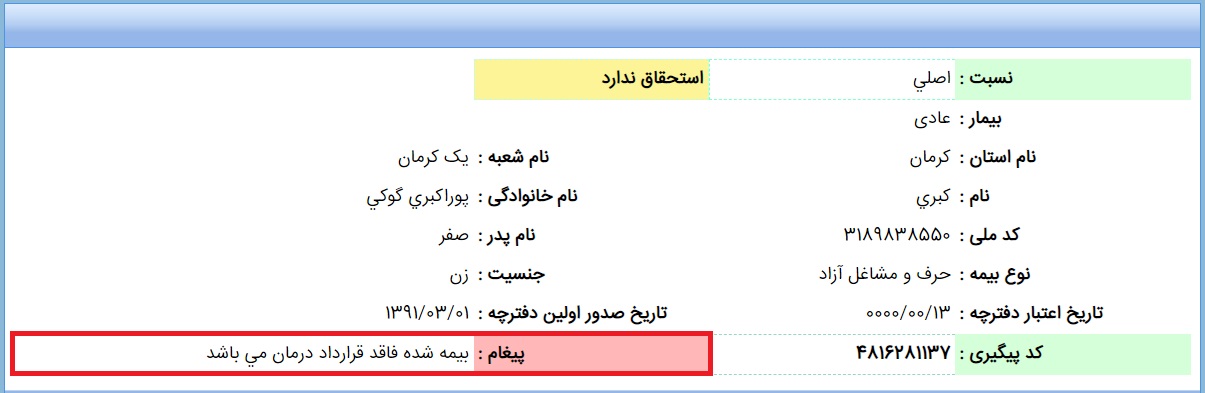 نسبت : اصلي استحقاق ندارد
بیمار : عادی
نام استان : کرمان نام شعبه : یک کرمان
نام : کبري نام خانوادگی : پوراکبري گوکي
کد ملی : ۳۱۸۹۸۳۸۵۵۰ نام پدر : صفر
نوع بیمه : حرف و مشاغل آزاد جنسیت : زن
تاریخ اعتبار دفترچه : ۰۰۰۰/۰۰/۱۳ تاریخ صدور اولین دفترچه : ۱۳۹۱/۰۳/۰۱
کد پیگیری : ۴۸۱۶۲۸۱۱۳۷ پیغام : بیمه شده فاقد قرارداد درمان مي باشد